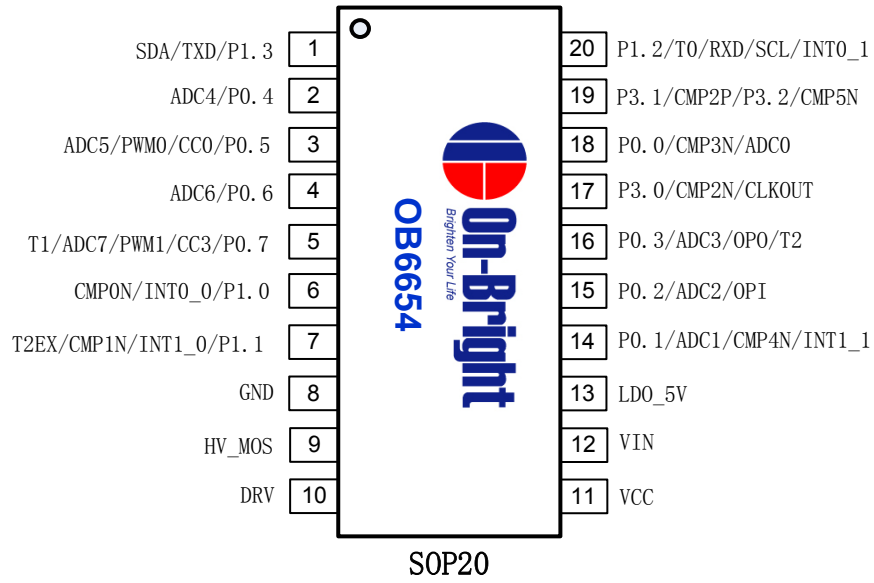 SDA/TXD/P1.3 1
ADC4/P0.4 2
ADC5/PWM0/CC0/P0.5 3
ADC6/P0.6 4
T1/ADC7/PWM1/CC3/P0.7 5
CMP0N/INT0_0/P1.0 6
T2EX/CMP1N/INT1_0/P1.1 7
GND 8
HV_MOS 9
DRV 10
On-Bright
Brighten Your Life
OB6654
20 P1.2/T0/RXD/SCL/INT0_1
19 P3.1/CMP2P/P3.2/CMP5N
18 P0.0/CMP3N/ADC0
17 P3.0/CMP2N/CLKOUT
16 P0.3/ADC3/OPO/T2
15 P0.2/ADC2/OPI
14 P0.1/ADC1/CMP4N/INT1_1
13 LDO_5V
12 VIN
11 VCC
SOP20